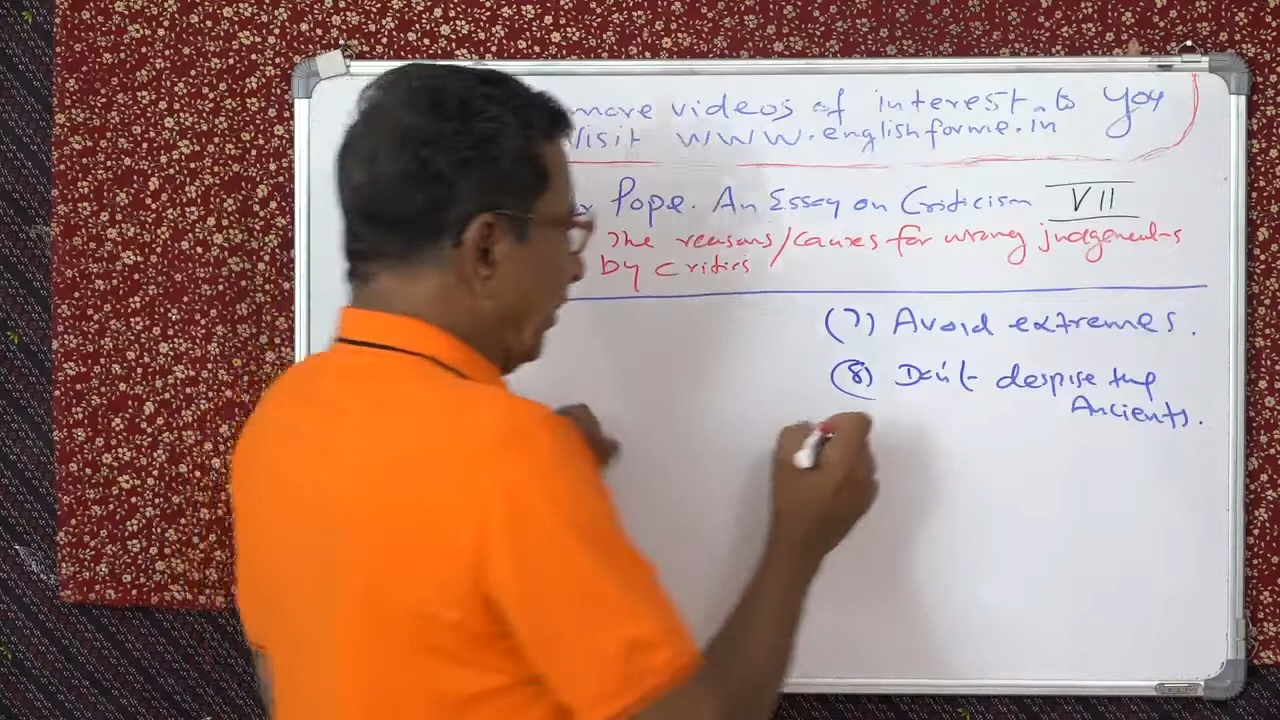 more videos of interest to you
Visit www.englishforme.in
Pope. An Essay on Criticism VII
The reasons/causes for wrong judgements
by critics
(7) Avoid extremes.
(8) Don't despise the
Ancients.